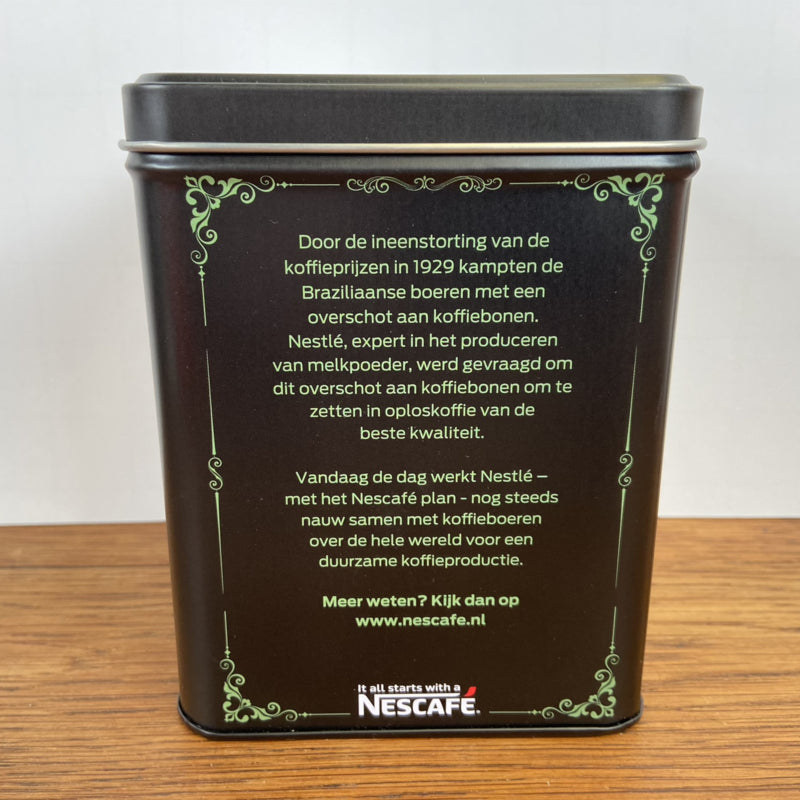 Door de ineenstorting van de
koffieprijzen in 1929 kampten de
Braziliaanse boeren met een
overschot aan koffiebonen.
Nestlé, expert in het produceren
van melkpoeder, werd gevraagd om
dit overschot aan koffiebonen om te
zetten in oploskoffie van de
beste kwaliteit.
Vandaag de dag werkt Nestlé –
met het Nescafé plan - nog steeds
nauw samen met koffieboeren
over de hele wereld voor een
duurzame koffieproductie.
Meer weten? Kijk dan op
www.nescafe.nl
It all starts with a
NESCAFÉ.